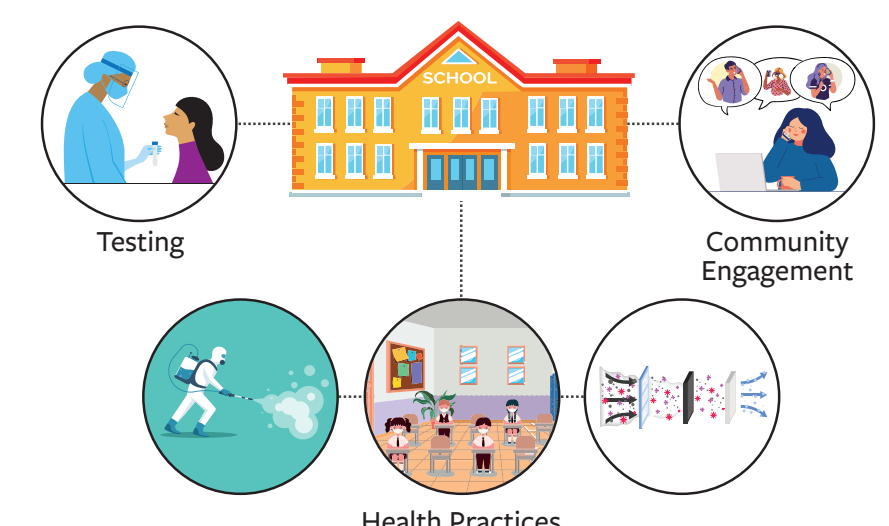 SCHOOL
Testing
Community
Engagement
Health Practices